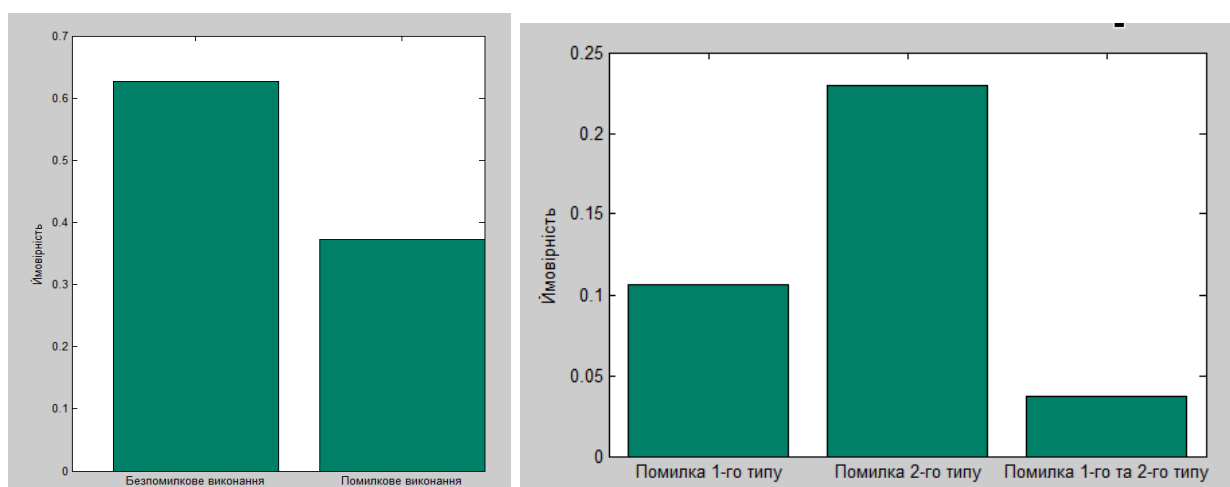 0.7
0.6
0.5
0.4
0.3
0.2
0.1
0
Ймовірність
Безпомилкове виконання
Помилкове виконання
0.25
0.2
0.15
0.1
0.05
0
Ймовірність
Помилка 1-го типу
Помилка 2-го типу
Помилка 1-го та 2-го типу